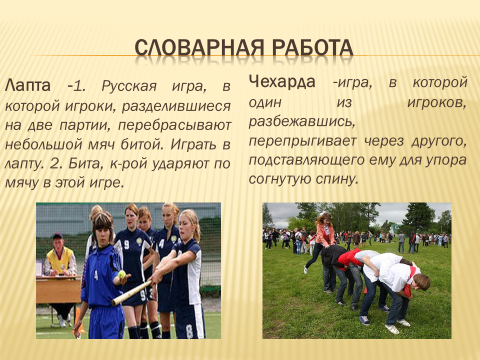 СЛОВАРНАЯ РАБОТА
Лапта -1. Русская игра, в
которой игроки, разделившиеся
на две партии, перебрасывают
небольшой мяч битой. Играть в
лапту. 2. Бита, к-рой ударяют по
мячу в этой игре.
Чехарда -игра, в которой
один из игроков,
разбежавшись,
перепрыгивает через другого,
подставляющего ему для упора
согнутую спину.